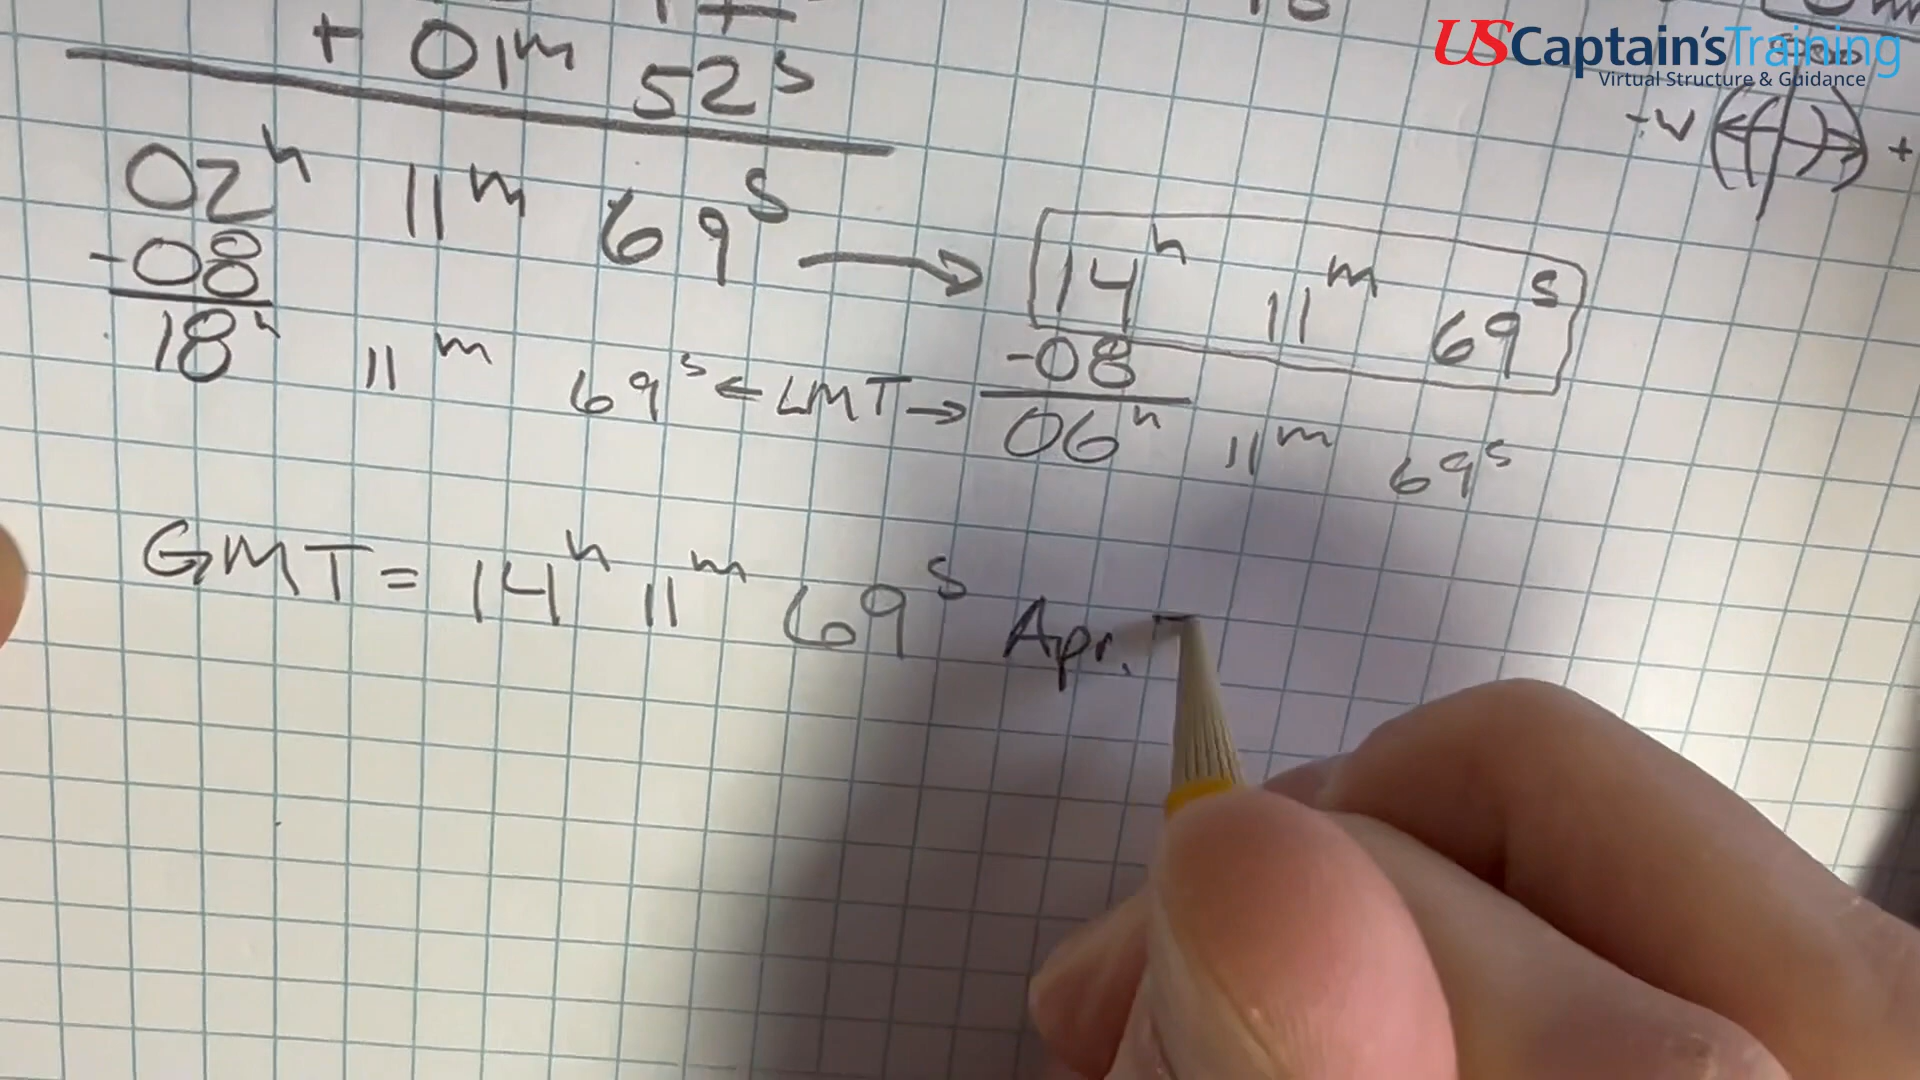 USCaptain'sTraining
Virtual Structure & Guidance
+ 01m 52s
-W +
02h 11m 69s → 14h 11m 69s
-08 -08
18h 11m 69s ← LMT → 06h 11m 69s
GMT = 14h 11m 69s Apr.